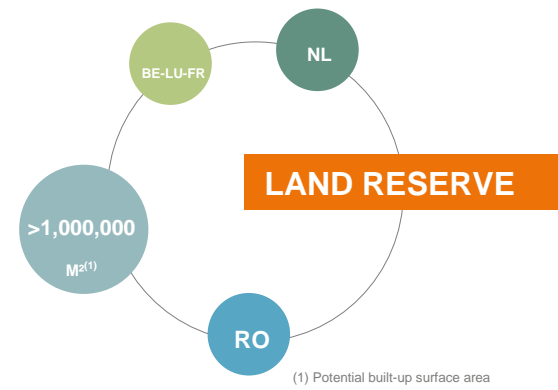 NL
BE-LU-FR
LAND RESERVE
>1,000,000
M²⁽¹⁾
RO
(1) Potential built-up surface area